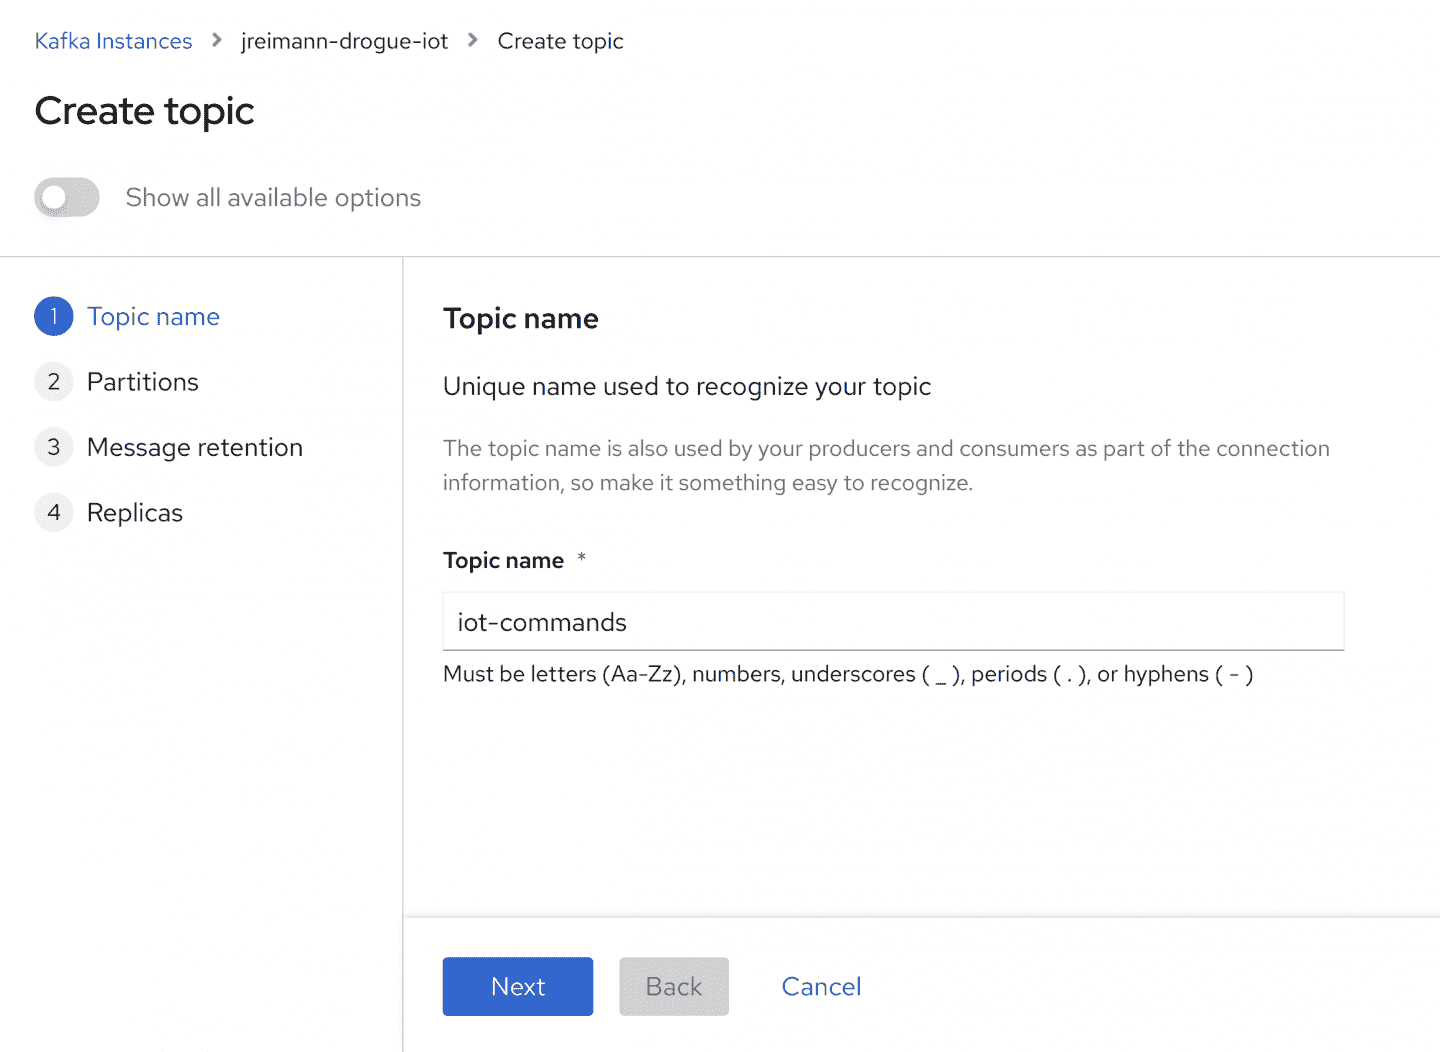 Kafka Instances > jreimann-drogue-iot > Create topic
Create topic
Show all available options
1 Topic name
2 Partitions
3 Message retention
4 Replicas
Topic name
Unique name used to recognize your topic
The topic name is also used by your producers and consumers as part of the connection
information, so make it something easy to recognize.
Topic name *
iot-commands
Must be letters (Aa-Zz), numbers, underscores ( _ ), periods ( . ), or hyphens ( - )
Next Back Cancel